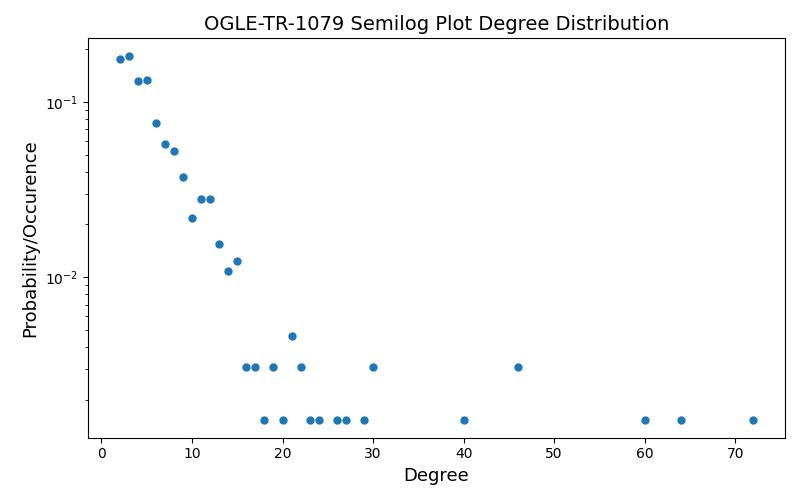 OGLE-TR-1079 Semilog Plot Degree Distribution
Probability/Occurence
10⁻¹
10⁻²
0 10 20 30 40 50 60 70
Degree